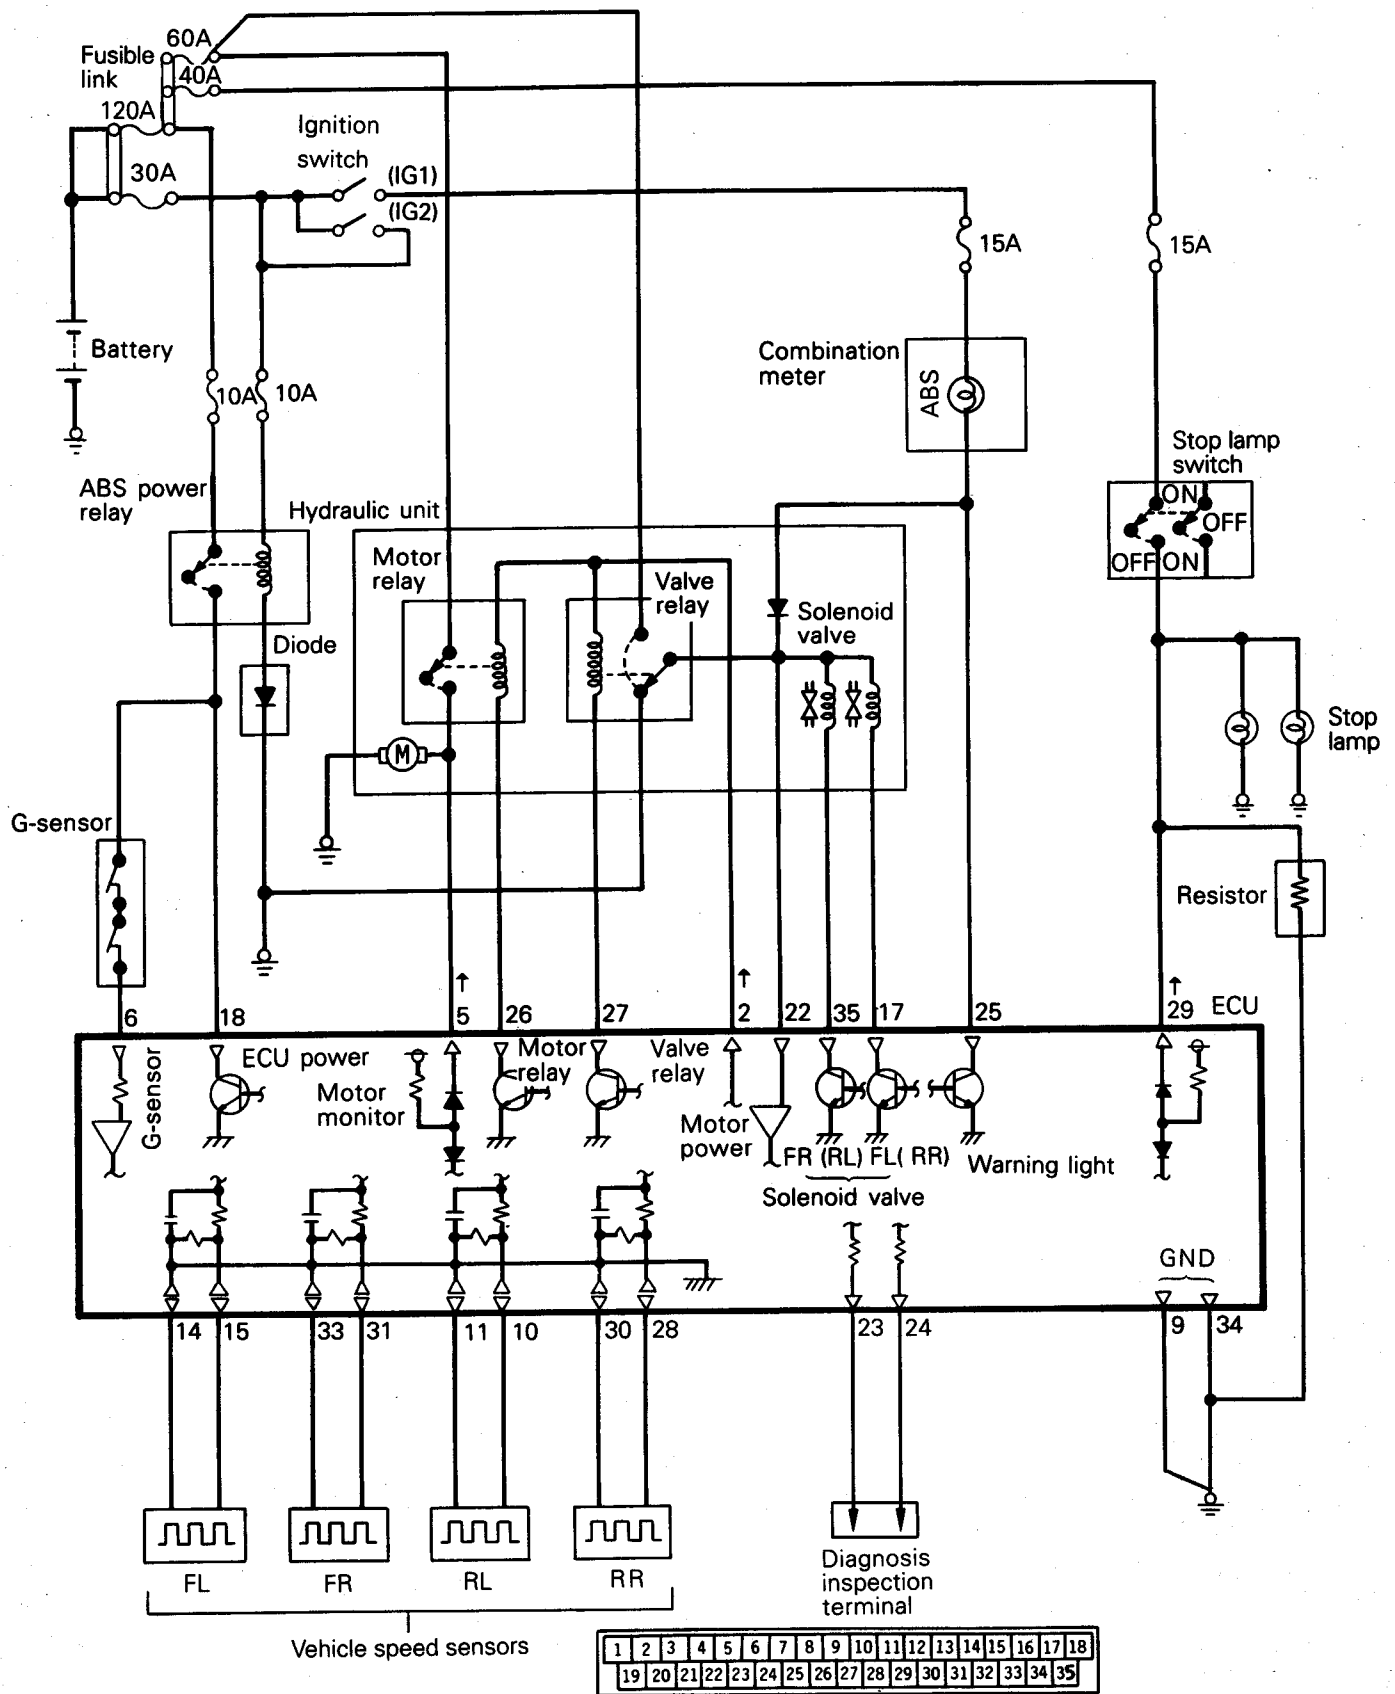 60A
Fusible
link
40A
120A
Ignition
switch
30A
(IG1)
(IG2)
15A
15A
Battery
Combination
meter
ABS
10A
10A
Stop lamp
switch
ON
OFF
OFF
ON
ABS power
relay
Hydraulic unit
Motor
relay
Valve
relay
Solenoid
valve
Diode
M
Stop
lamp
G-sensor
Resistor
6
18
5
26
27
2
22
35
17
25
29
ECU
G-sensor
ECU power
Motor
monitor
Motor
relay
Valve
relay
Motor
power
FR (RL) FL( RR)
Solenoid valve
Warning light
GND
14
15
33
31
11
10
30
28
23
24
9
34
FL
FR
RL
RR
Vehicle speed sensors
Diagnosis
inspection
terminal
1 2 3 4 5 6 7 8 9 10 11 12 13 14 15 16 17 18
19 20 21 22 23 24 25 26 27 28 29 30 31 32 33 34 35